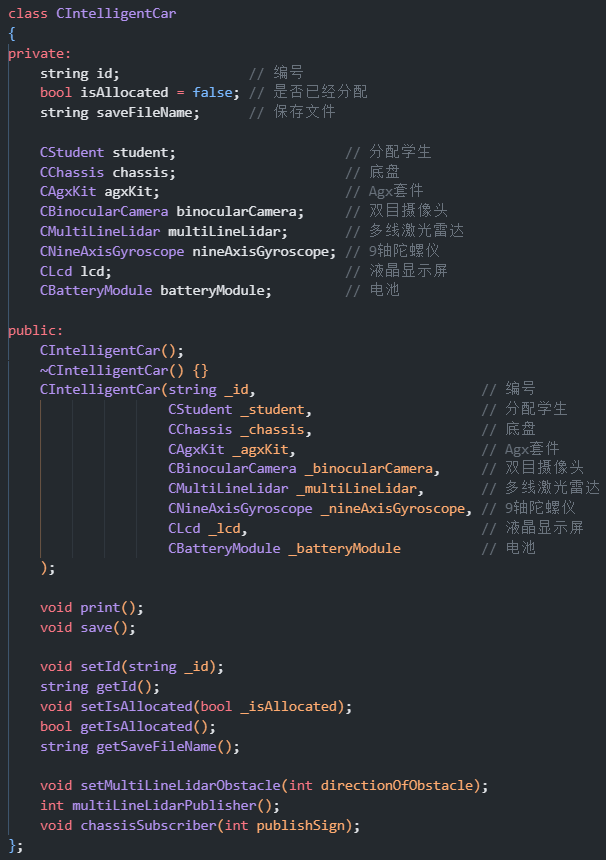 class CIntelligentCar
{
private:
    string id;                // 编号
    bool isAllocated = false; // 是否已经分配
    string saveFileName;      // 保存文件

    CStudent student;                     // 分配学生
    CChassis chassis;                     // 底盘
    CAgxKit agxKit;                       // Agx套件
    CBinocularCamera binocularCamera;     // 双目摄像头
    CMultiLineLidar multiLineLidar;       // 多线激光雷达
    CNineAxisGyroscope nineAxisGyroscope; // 9轴陀螺仪
    CLcd lcd;                             // 液晶显示屏
    CBatteryModule batteryModule;         // 电池

public:
    CIntelligentCar();
    ~CIntelligentCar() {}
    CIntelligentCar(string _id,                            // 编号
                    CStudent _student,                     // 分配学生
                    CChassis _chassis,                     // 底盘
                    CAgxKit _agxKit,                       // Agx套件
                    CBinocularCamera _binocularCamera,     // 双目摄像头
                    CMultiLineLidar _multiLineLidar,       // 多线激光雷达
                    CNineAxisGyroscope _nineAxisGyroscope, // 9轴陀螺仪
                    CLcd _lcd,                             // 液晶显示屏
                    CBatteryModule _batteryModule          // 电池
    );

    void print();
    void save();

    void setId(string _id);
    string getId();
    void setIsAllocated(bool _isAllocated);
    bool getIsAllocated();
    string getSaveFileName();

    void setMultiLineLidarObstacle(int directionOfObstacle);
    int multiLineLidarPublisher();
    void chassisSubscriber(int publishSign);
};